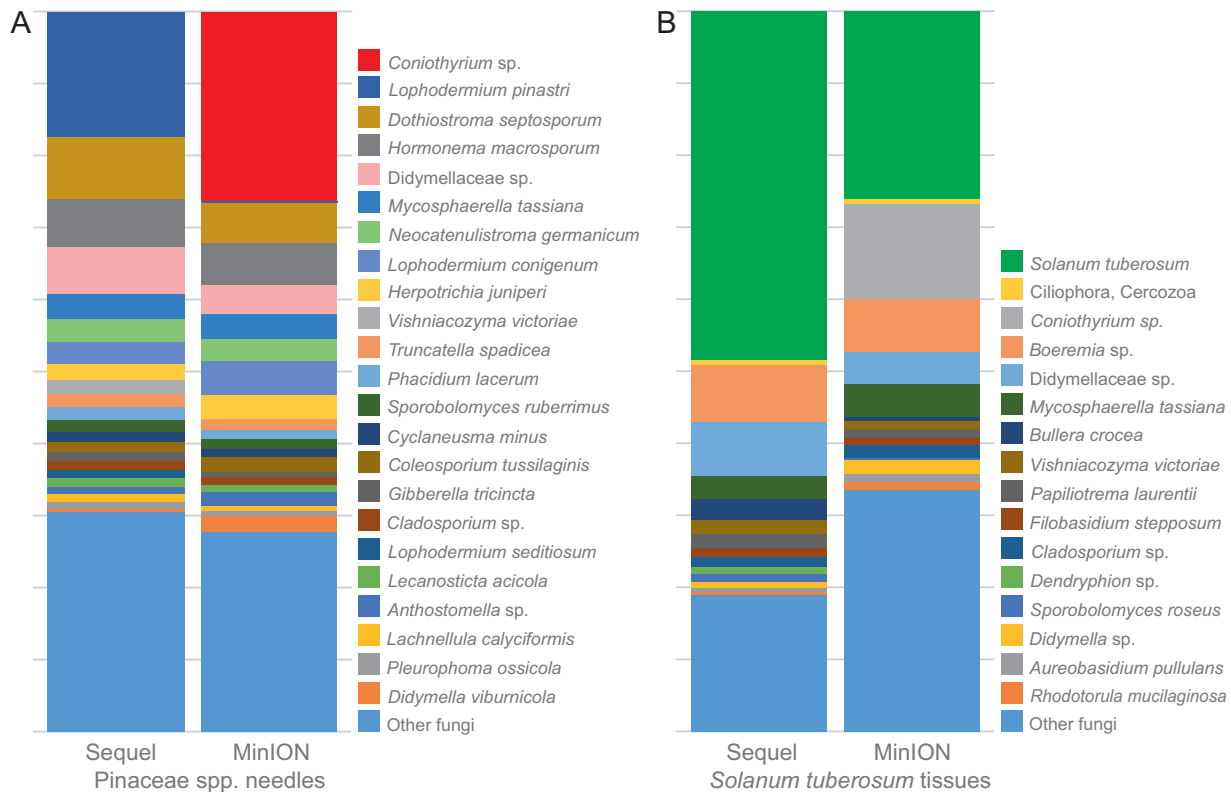 A
Coniothyrium sp.
Lophodermium pinastri
Dothiostroma septosporum
Hormonema macrosporum
Didymellaceae sp.
Mycosphaerella tassiana
Neocatenulistroma germanicum
Lophodermium conigenum
Herpotrichia juniperi
Vishniacozyma victoriae
Truncatella spadicea
Phacidium lacerum
Sporobolomyces ruberrimus
Cyclaneusma minus
Coleosporium tussilaginis
Gibberella tricincta
Cladosporium sp.
Lophodermium seditiosum
Lecanosticta acicola
Anthostomella sp.
Lachnellula calyciformis
Pleurophoma ossicola
Didymella viburnicola
Other fungi
Sequel MinION
Pinaceae spp. needles
B
Solanum tuberosum
Ciliophora, Cercozoa
Coniothyrium sp.
Boeremia sp.
Didymellaceae sp.
Mycosphaerella tassiana
Bullera crocea
Vishniacozyma victoriae
Papiliotrema laurentii
Filobasidium stepposum
Cladosporium sp.
Dendryphion sp.
Sporobolomyces roseus
Didymella sp.
Aureobasidium pullulans
Rhodotorula mucilaginosa
Other fungi
Sequel MinION
Solanum tuberosum tissues